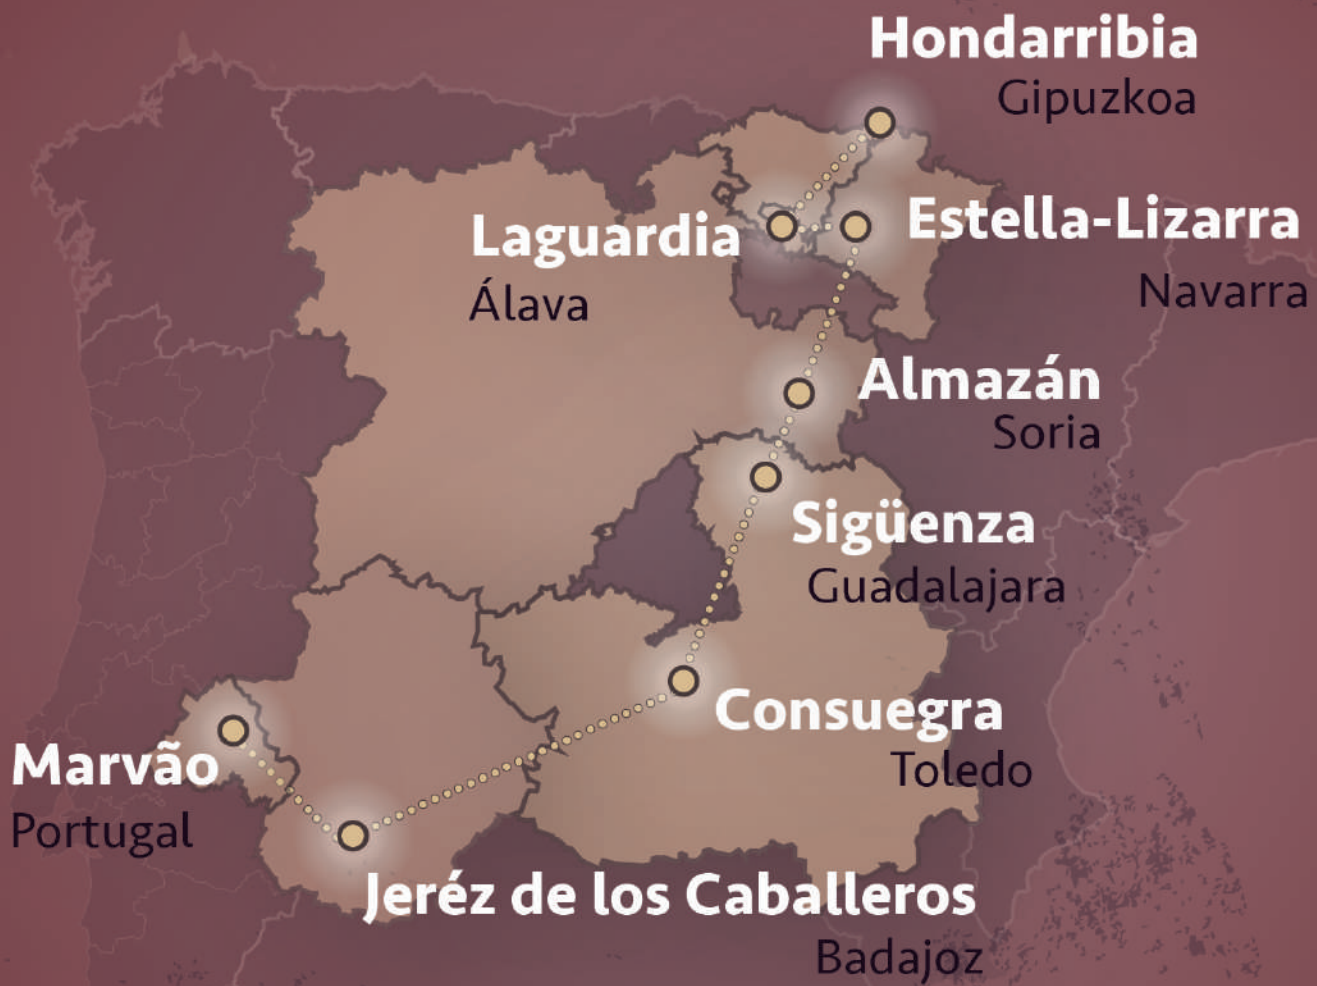 Hondarribia
Gipuzkoa
Laguardia
Álava
Estella-Lizarra
Navarra
Almazán
Soria
Sigüenza
Guadalajara
Consuegra
Toledo
Marvão
Portugal
Jeréz de los Caballeros
Badajoz